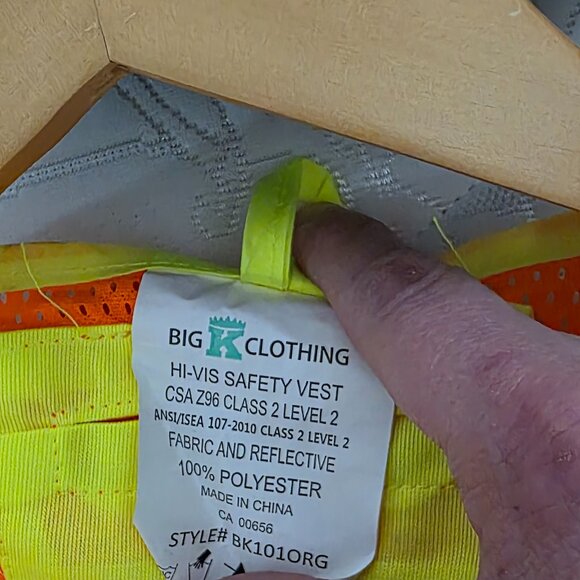 BIG K CLOTHING
HI-VIS SAFETY VEST
CSA Z96 CLASS 2 LEVEL 2
ANSI/ISEA 107-2010 CLASS 2 LEVEL 2
FABRIC AND REFLECTIVE
100% POLYESTER
MADE IN CHINA
CA 00656
STYLE# BK101ORG